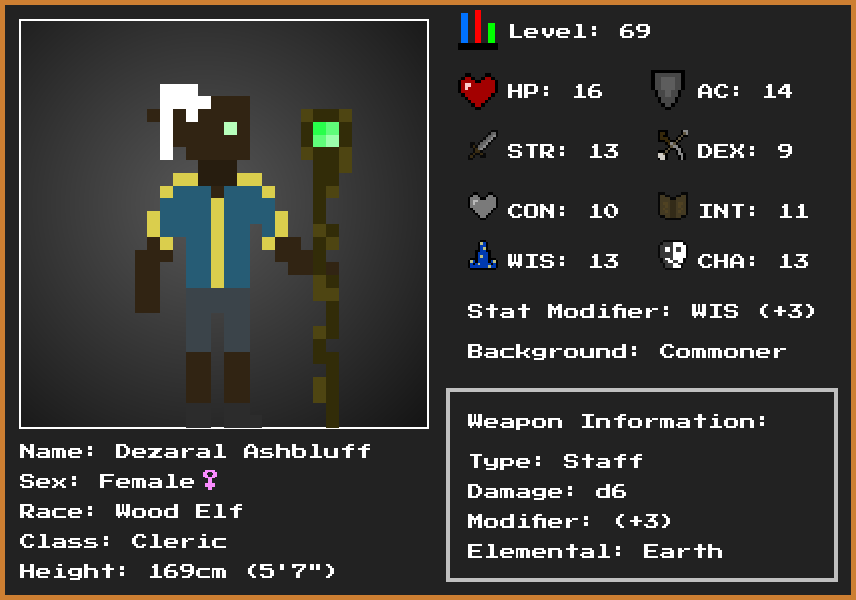 Level: 69
HP: 16
AC: 14
STR: 13
DEX: 9
CON: 10
INT: 11
WIS: 13
CHA: 13
Stat Modifier: WIS (+3)
Background: Commoner
Name: Dezaral Ashbluff
Sex: Female♀
Race: Wood Elf
Class: Cleric
Height: 169cm (5'7")
Weapon Information:
Type: Staff
Damage: d6
Modifier: (+3)
Elemental: Earth